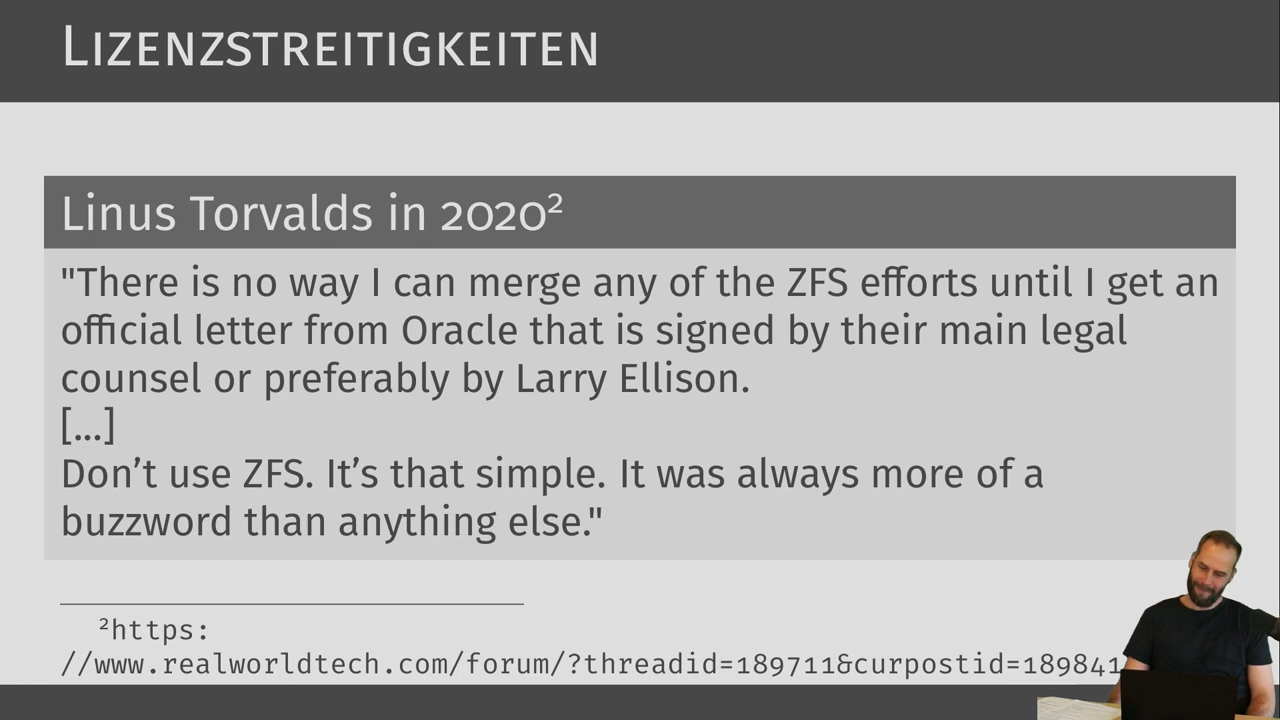 LIZENZSTREITIGKEITEN
Linus Torvalds in 2020²
"There is no way I can merge any of the ZFS efforts until I get an
official letter from Oracle that is signed by their main legal
counsel or preferably by Larry Ellison.
[...]
Don’t use ZFS. It’s that simple. It was always more of a
buzzword than anything else."
²https:
//www.realworldtech.com/forum/?threadid=189711&curpostid=189841